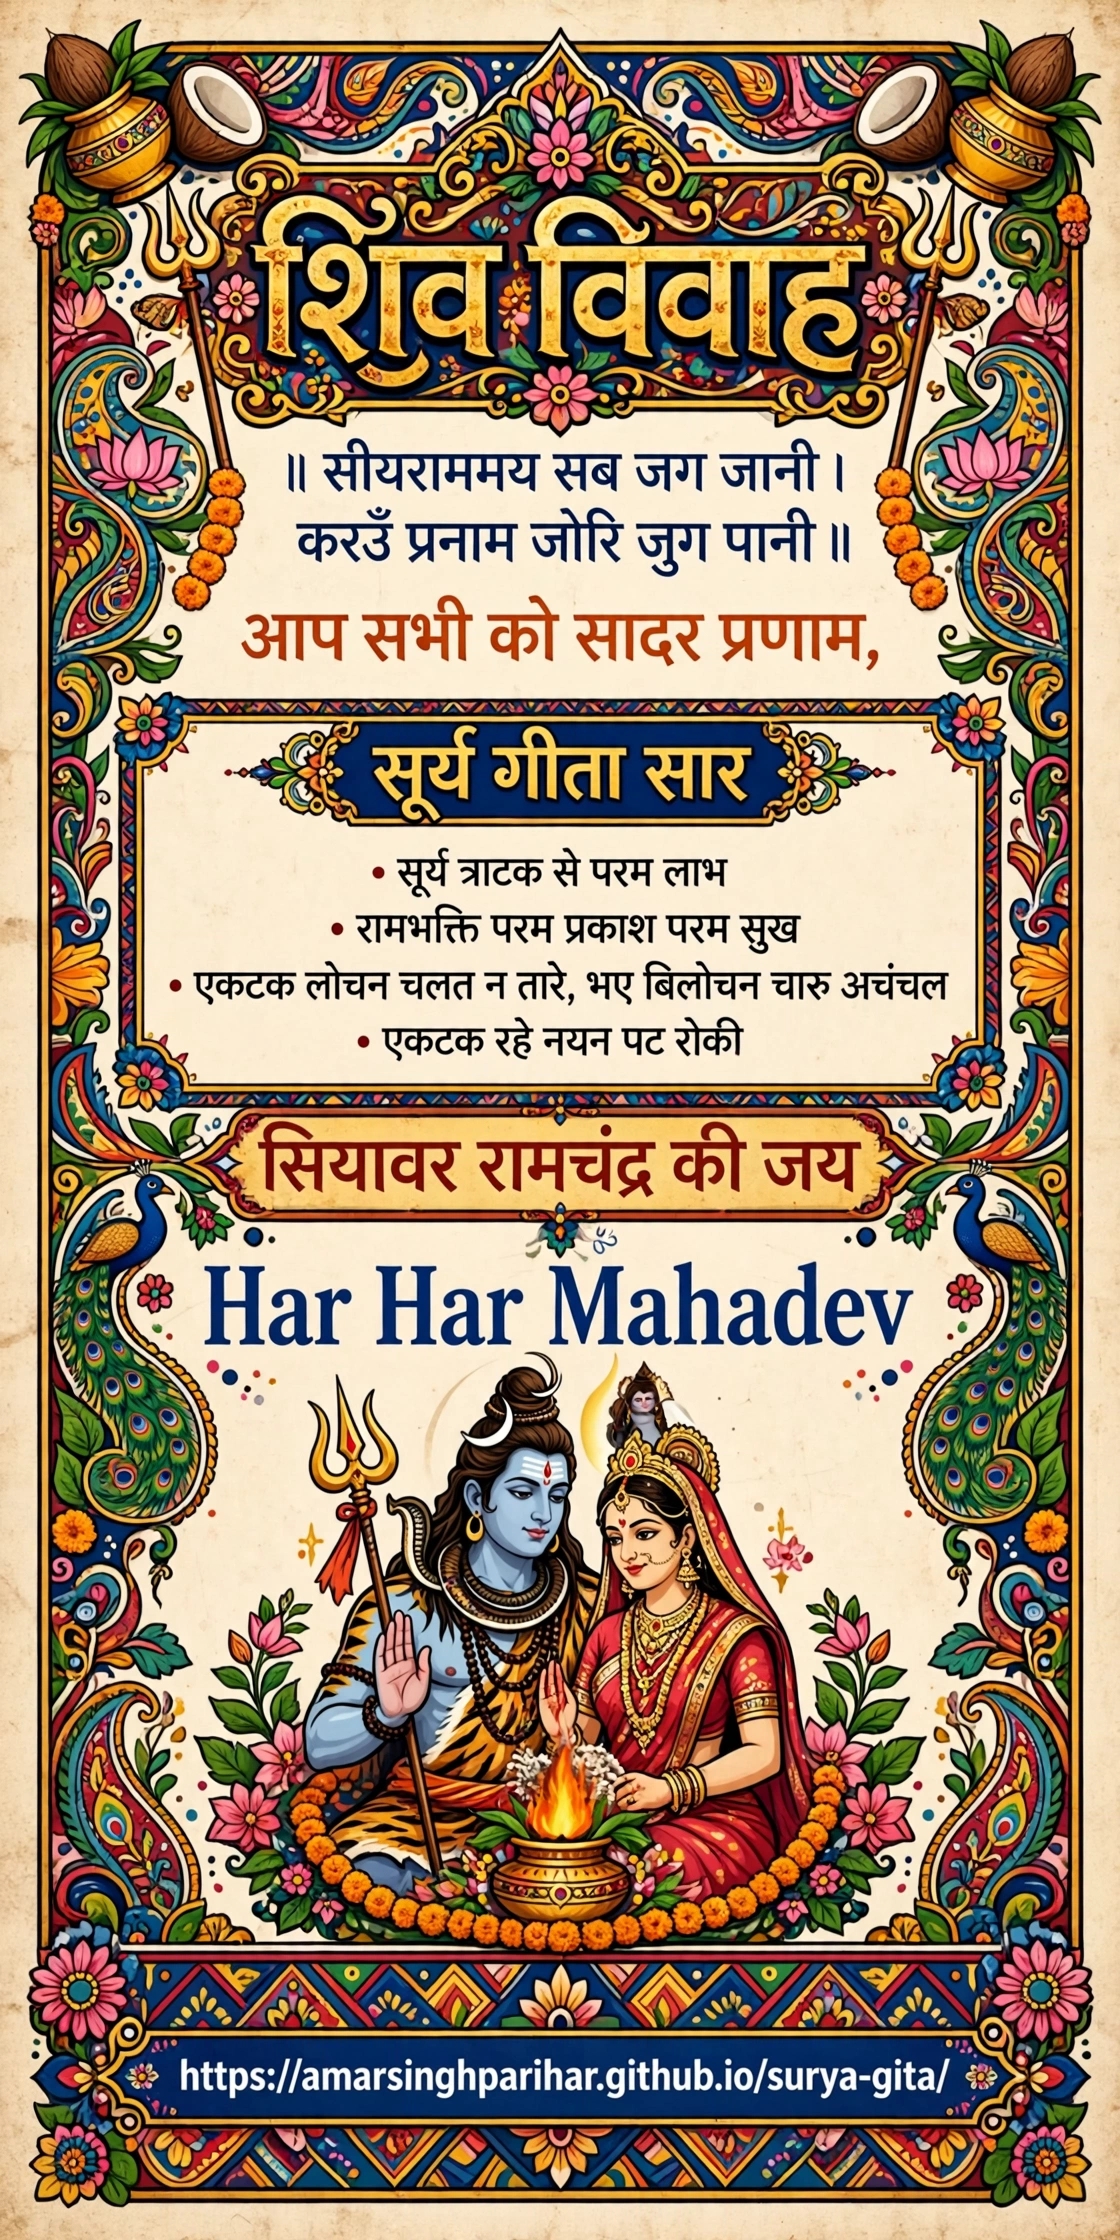 शिव विवाह
॥ सीयराममय सब जग जानी।
करउँ प्रनाम जोरि जुग पानी॥
आप सभी को सादर प्रणाम,
सूर्य गीता सार
• सूर्य त्राटक से परम लाभ
• रामभक्ति परम प्रकाश परम सुख
• एकटक लोचन चलत न तारे, भए बिलोचन चारु अचंचल
• एकटक रहे नयन पट रोकी
सियावर रामचंद्र की जय
Har Har Mahadev
https://amarsinghparihar.github.io/surya-gita/